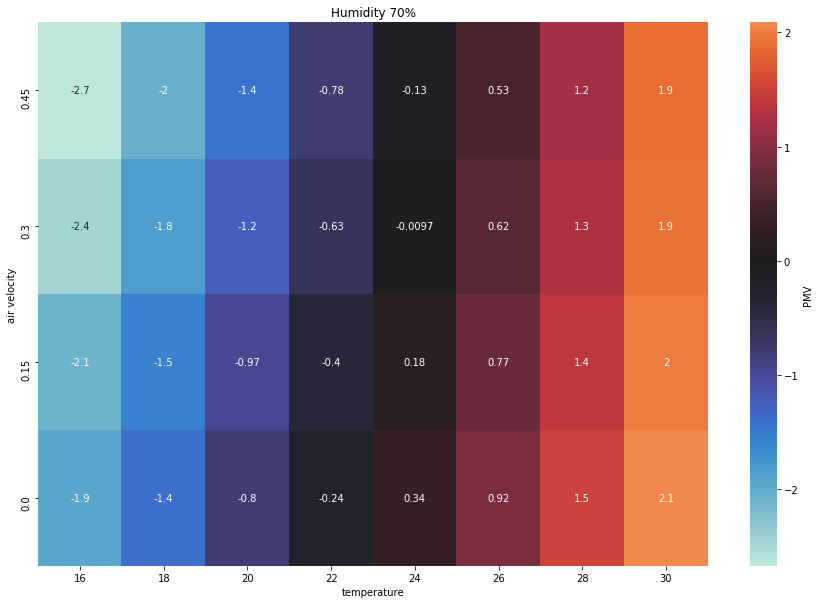 Humidity 70%
0.45 -2.7 -2 -1.4 -0.78 -0.13 0.53 1.2 1.9
0.3 -2.4 -1.8 -1.2 -0.63 -0.0097 0.62 1.3 1.9
0.15 -2.1 -1.5 -0.97 -0.4 0.18 0.77 1.4 2
0.0 -1.9 -1.4 -0.8 -0.24 0.34 0.92 1.5 2.1
air velocity
16 18 20 22 24 26 28 30
temperature
2
1
0
−1
−2
PMV